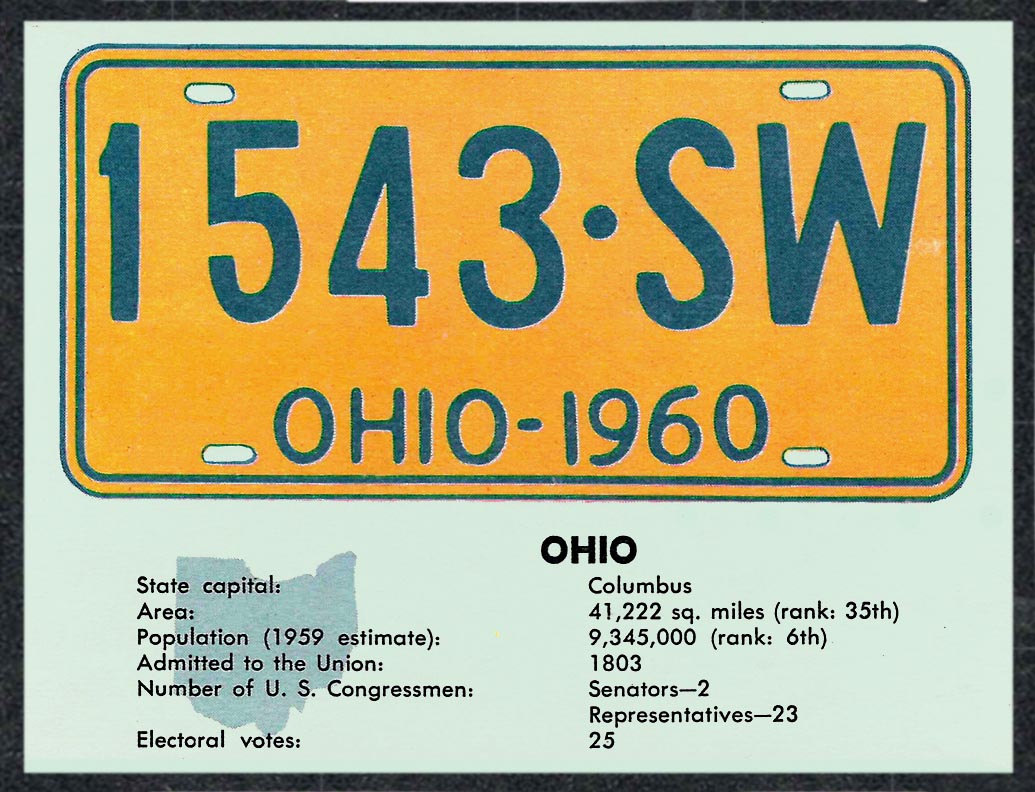 1543·SW
OHIO-1960
OHIO
State capital: Columbus
Area: 41,222 sq. miles (rank: 35th)
Population (1959 estimate): 9,345,000 (rank: 6th)
Admitted to the Union: 1803
Number of U. S. Congressmen: Senators—2
Representatives—23
Electoral votes: 25